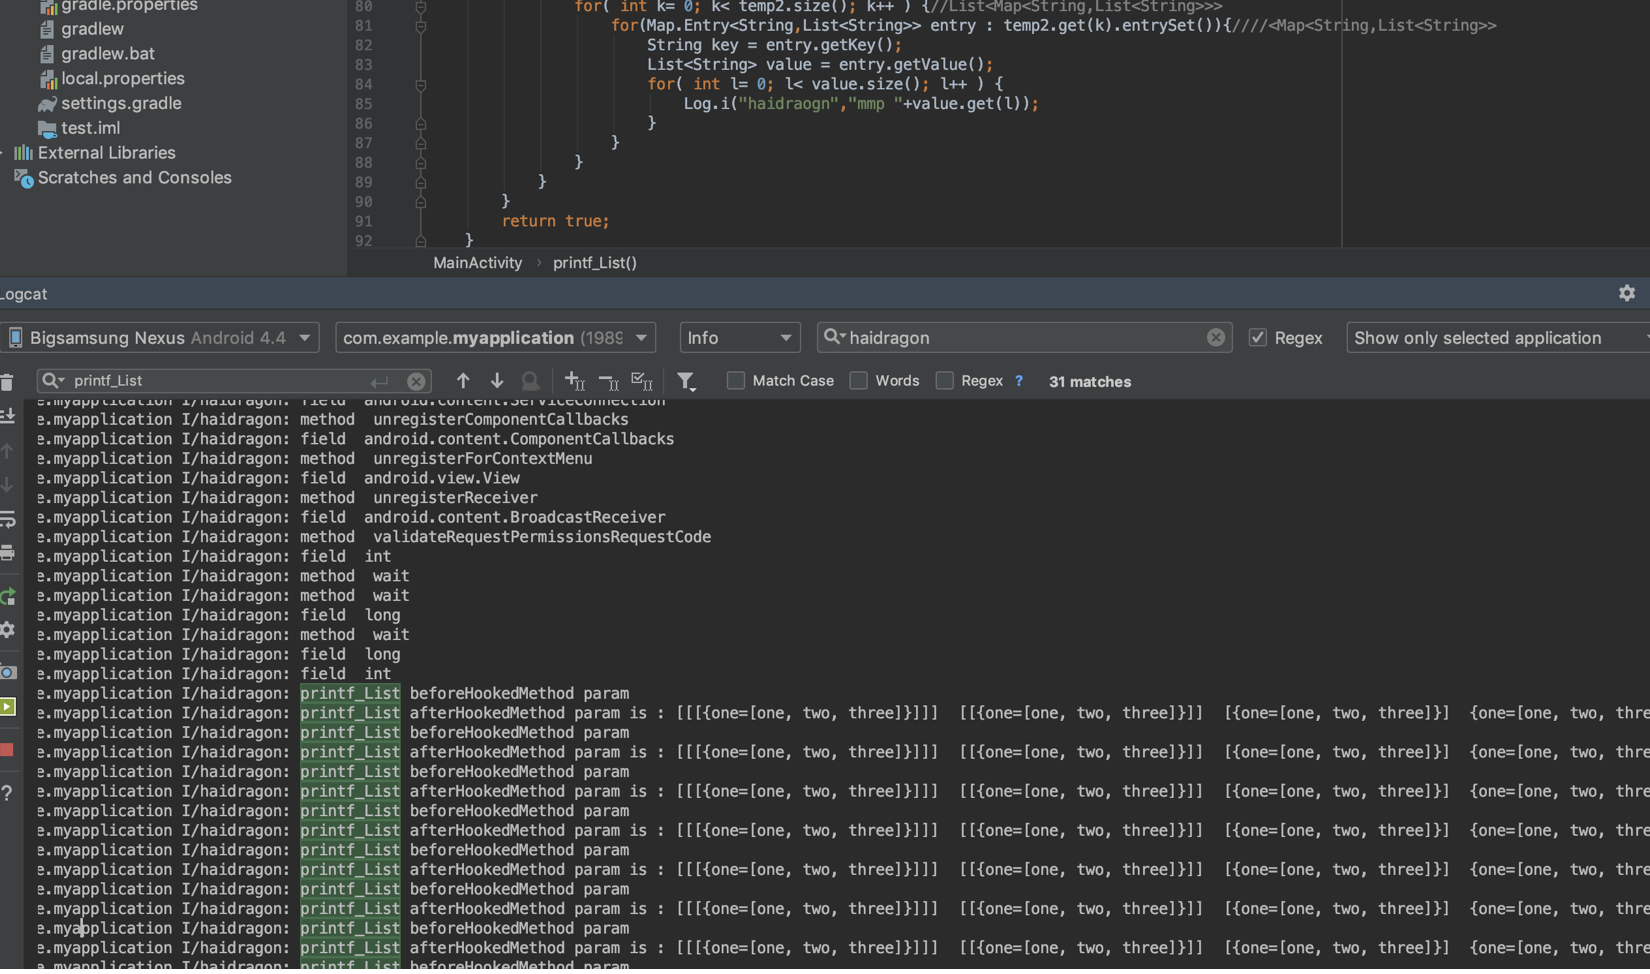 gradle.properties
gradlew
gradlew.bat
local.properties
settings.gradle
test.iml
External Libraries
Scratches and Consoles
80 for( int k= 0; k< temp2.size(); k++ ) {//List<Map<String,List<String>>>
81 for(Map.Entry<String,List<String>> entry : temp2.get(k).entrySet()){////<Map<String,List<String>>
82 String key = entry.getKey();
83 List<String> value = entry.getValue();
84 for( int l= 0; l< value.size(); l++ ) {
85 Log.i("haidraogn","mmp "+value.get(l));
86 }
87 }
88 }
89 }
90 }
91 return true;
92 }
MainActivity › printf_List()
Logcat
Bigsamsung Nexus Android 4.4 com.example.myapplication (1989 Info haidragon Regex Show only selected application
printf_List Match Case Words Regex ? 31 matches
e.myapplication I/haidragon: field  android.content.ServiceConnection
e.myapplication I/haidragon: method  unregisterComponentCallbacks
e.myapplication I/haidragon: field  android.content.ComponentCallbacks
e.myapplication I/haidragon: method  unregisterForContextMenu
e.myapplication I/haidragon: field  android.view.View
e.myapplication I/haidragon: method  unregisterReceiver
e.myapplication I/haidragon: field  android.content.BroadcastReceiver
e.myapplication I/haidragon: method  validateRequestPermissionsRequestCode
e.myapplication I/haidragon: field  int
e.myapplication I/haidragon: method  wait
e.myapplication I/haidragon: method  wait
e.myapplication I/haidragon: field  long
e.myapplication I/haidragon: method  wait
e.myapplication I/haidragon: field  long
e.myapplication I/haidragon: field  int
e.myapplication I/haidragon: printf_List beforeHookedMethod param
e.myapplication I/haidragon: printf_List afterHookedMethod param is : [[[{one=[one, two, three]}]]]  [[{one=[one, two, three]}]]  [{one=[one, two, three]}]  {one=[one, two, thre
e.myapplication I/haidragon: printf_List beforeHookedMethod param
e.myapplication I/haidragon: printf_List afterHookedMethod param is : [[[{one=[one, two, three]}]]]  [[{one=[one, two, three]}]]  [{one=[one, two, three]}]  {one=[one, two, thre
e.myapplication I/haidragon: printf_List beforeHookedMethod param
e.myapplication I/haidragon: printf_List afterHookedMethod param is : [[[{one=[one, two, three]}]]]  [[{one=[one, two, three]}]]  [{one=[one, two, three]}]  {one=[one, two, thre
e.myapplication I/haidragon: printf_List beforeHookedMethod param
e.myapplication I/haidragon: printf_List afterHookedMethod param is : [[[{one=[one, two, three]}]]]  [[{one=[one, two, three]}]]  [{one=[one, two, three]}]  {one=[one, two, thre
e.myapplication I/haidragon: printf_List beforeHookedMethod param
e.myapplication I/haidragon: printf_List afterHookedMethod param is : [[[{one=[one, two, three]}]]]  [[{one=[one, two, three]}]]  [{one=[one, two, three]}]  {one=[one, two, thre
e.myapplication I/haidragon: printf_List beforeHookedMethod param
e.myapplication I/haidragon: printf_List afterHookedMethod param is : [[[{one=[one, two, three]}]]]  [[{one=[one, two, three]}]]  [{one=[one, two, three]}]  {one=[one, two, thre
e.myapplication I/haidragon: printf_List beforeHookedMethod param
e.myapplication I/haidragon: printf_List afterHookedMethod param is : [[[{one=[one, two, three]}]]]  [[{one=[one, two, three]}]]  [{one=[one, two, three]}]  {one=[one, two, thre
e.myapplication I/haidragon: printf_List beforeHookedMethod param